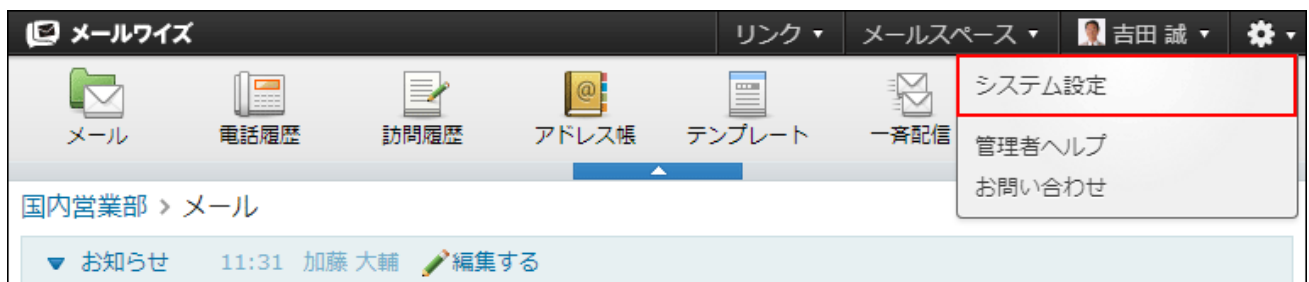 メールワイズ リンク メールスペース 吉田 誠
システム設定
メール 電話履歴 訪問履歴 アドレス帳 テンプレート 一斉配信
管理者ヘルプ
お問い合わせ
国内営業部 > メール
お知らせ 11:31 加藤 大輔 編集する